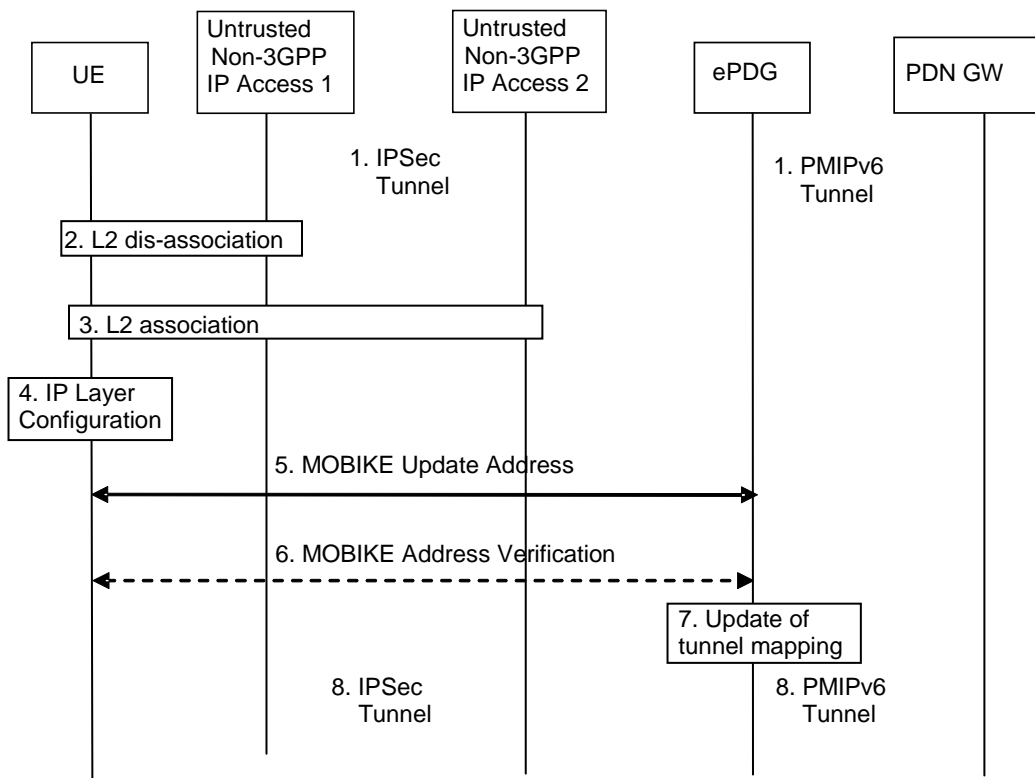 UE
Untrusted
Non-3GPP
IP Access 1
Untrusted
Non-3GPP
IP Access 2
ePDG
PDN GW
1. IPSec
Tunnel
1. PMIPv6
Tunnel
2. L2 dis-association
3. L2 association
4. IP Layer
Configuration
5. MOBIKE Update Address
6. MOBIKE Address Verification
7. Update of
tunnel mapping
8. IPSec
Tunnel
8. PMIPv6
Tunnel